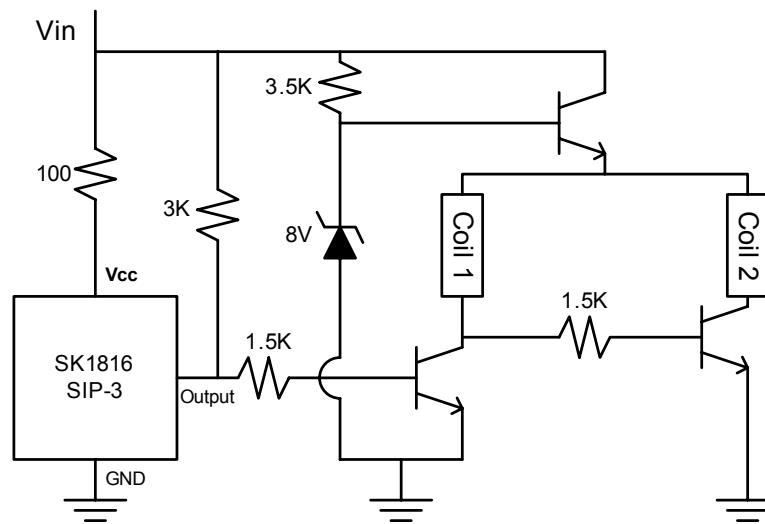 Vin
3.5K
100
3K
8V
Coil 1
Coil 2
Vcc
1.5K
1.5K
SK1816
SIP-3
Output
GND